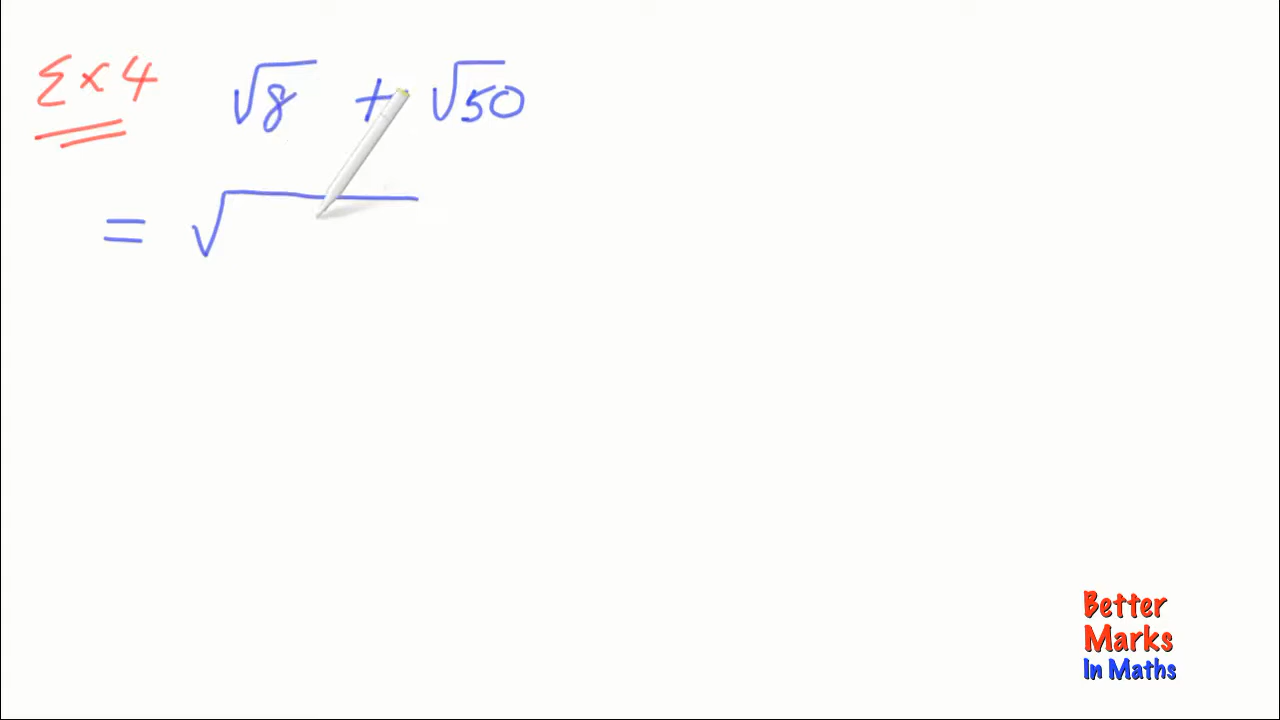 Ex 4 √8 + √50
= √
Better
Marks
In Maths